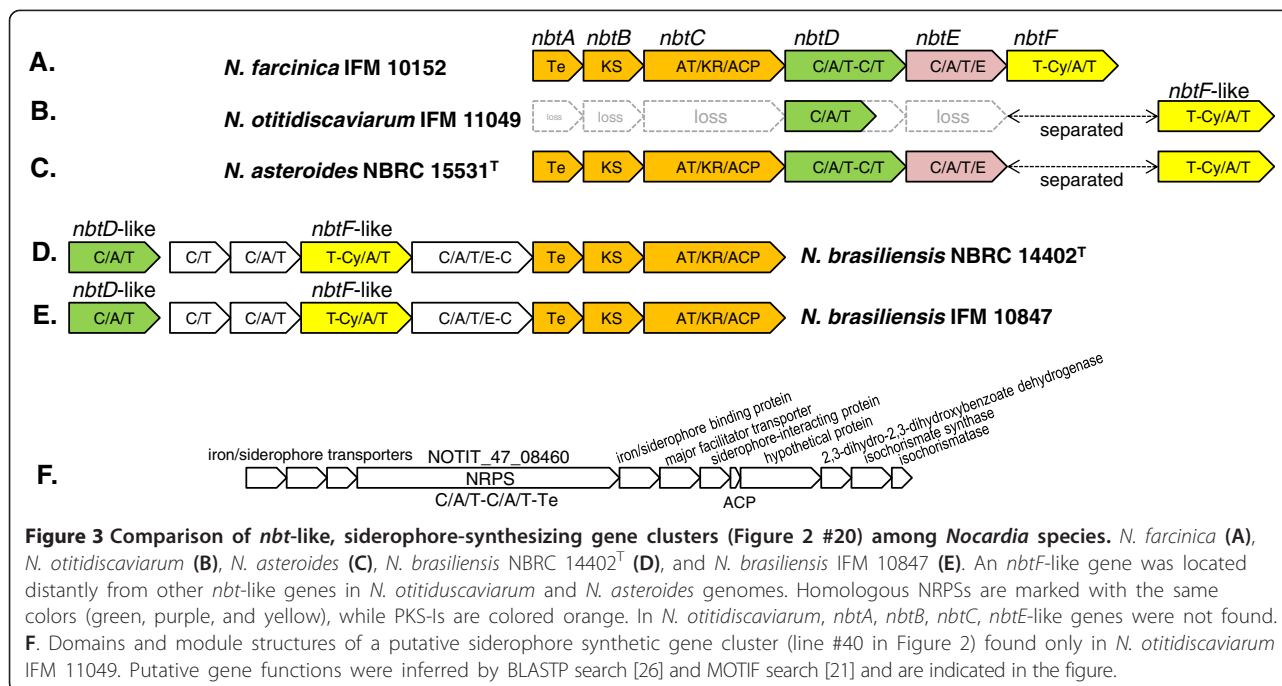 nbtA nbtB nbtC nbtD nbtE nbtF
A. N. farcinica IFM 10152 Te KS AT/KR/ACP C/A/T-C/T C/A/T/E T-Cy/A/T
nbtF-like
B. N. otitidiscaviarum IFM 11049 loss loss loss C/A/T loss separated T-Cy/A/T
C. N. asteroides NBRC 15531T Te KS AT/KR/ACP C/A/T-C/T C/A/T/E separated T-Cy/A/T
nbtD-like nbtF-like
D. C/A/T C/T C/A/T T-Cy/A/T C/A/T/E-C Te KS AT/KR/ACP N. brasiliensis NBRC 14402T
nbtD-like nbtF-like
E. C/A/T C/T C/A/T T-Cy/A/T C/A/T/E-C Te KS AT/KR/ACP N. brasiliensis IFM 10847
iron/siderophore binding protein
major facilitator transporter
siderophore-interacting protein
hypothetical protein
2,3-dihydro-2,3-dihydroxybenzoate dehydrogenase
isochorismate synthase
isochorismatase
iron/siderophore transporters NOTIT_47_08460
F. NRPS
C/A/T-C/A/T-Te ACP
Figure 3 Comparison of nbt-like, siderophore-synthesizing gene clusters (Figure 2 #20) among Nocardia species. N. farcinica (A),
N. otitidiscaviarum (B), N. asteroides (C), N. brasiliensis NBRC 14402T (D), and N. brasiliensis IFM 10847 (E). An nbtF-like gene was located
distantly from other nbt-like genes in N. otitiduscaviarum and N. asteroides genomes. Homologous NRPSs are marked with the same
colors (green, purple, and yellow), while PKS-Is are colored orange. In N. otitidiscaviarum, nbtA, nbtB, nbtC, nbtE-like genes were not found.
F. Domains and module structures of a putative siderophore synthetic gene cluster (line #40 in Figure 2) found only in N. otitidiscaviarum
IFM 11049. Putative gene functions were inferred by BLASTP search [26] and MOTIF search [21] and are indicated in the figure.